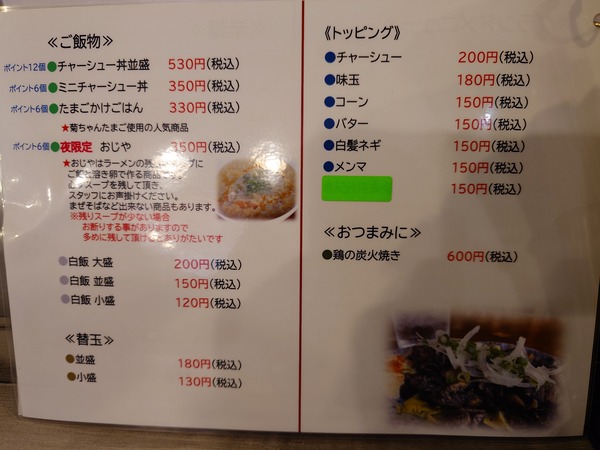 ≪ご飯物≫
ポイント12個●チャーシュー丼並盛 530円(税込)
ポイント6個●ミニチャーシュー丼 350円(税込)
ポイント6個●たまごかけごはん 330円(税込)
★菊ちゃんたまご使用の人気商品
ポイント6個●夜限定 おじや 350円(税込)
★おじやはラーメンの残りスープに
ご飯と溶き卵で作る商品です。
スープを残して頂き、
スタッフにお声掛けください。
まぜそばなど出来ない商品もあります。
※残りスープが少ない場合
お断りする事がありますので
多めに残して頂けるとありがたいです
●白飯 大盛 200円(税込)
●白飯 並盛 150円(税込)
●白飯 小盛 120円(税込)
≪替玉≫
●並盛 180円(税込)
●小盛 130円(税込)
《トッピング》
●チャーシュー 200円(税込)
●味玉 180円(税込)
●コーン 150円(税込)
●バター 150円(税込)
●白髪ネギ 150円(税込)
●メンマ 150円(税込)
150円(税込)
≪おつまみに≫
●鶏の炭火焼き 600円(税込)